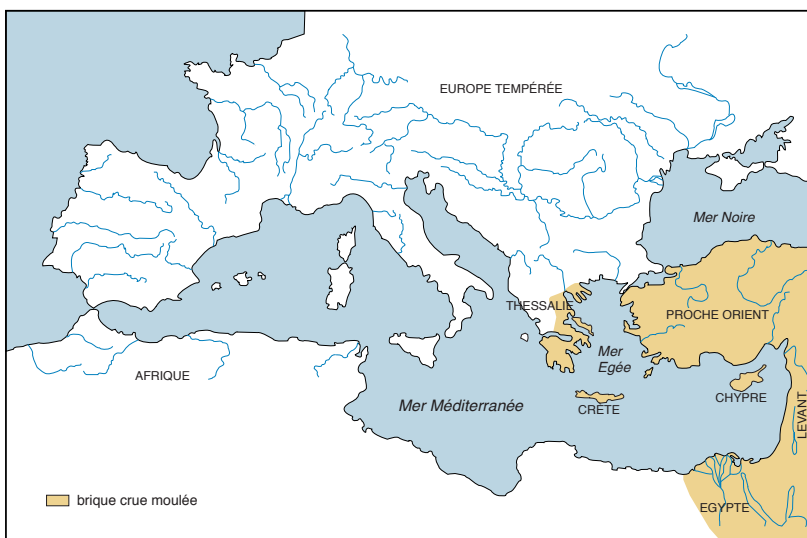 EUROPE TEMPÉRÉE
Mer Noire
THESSALIE
PROCHE ORIENT
Mer
Egée
AFRIQUE
CHYPRE
LEVANT
Mer Méditerranée
CRÈTE
brique crue moulée
EGYPTE